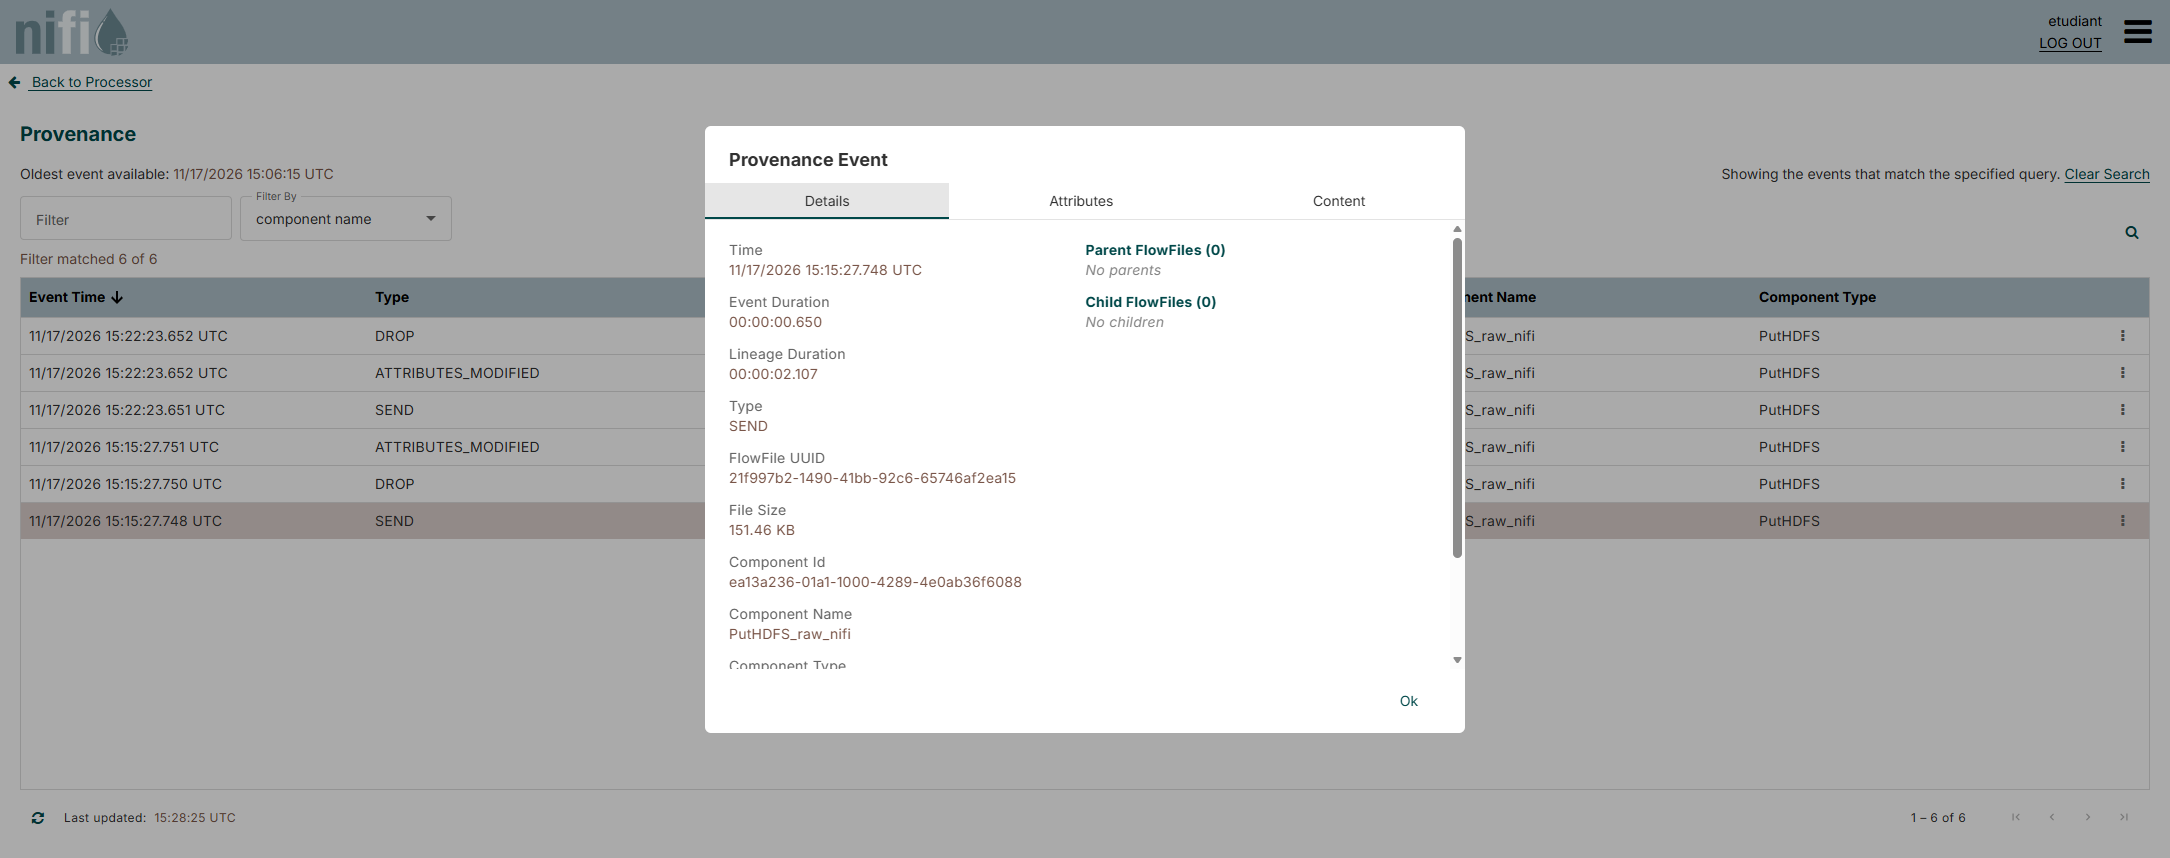 nifi
etudiant
LOG OUT
Back to Processor
Provenance
Oldest event available: 11/17/2026 15:06:15 UTC
Showing the events that match the specified query. Clear Search
Filter
Filter By
component name
Filter matched 6 of 6
Event Time Type nent Name Component Type
11/17/2026 15:22:23.652 UTC DROP S_raw_nifi PutHDFS
11/17/2026 15:22:23.652 UTC ATTRIBUTES_MODIFIED S_raw_nifi PutHDFS
11/17/2026 15:22:23.651 UTC SEND S_raw_nifi PutHDFS
11/17/2026 15:15:27.751 UTC ATTRIBUTES_MODIFIED S_raw_nifi PutHDFS
11/17/2026 15:15:27.750 UTC DROP S_raw_nifi PutHDFS
11/17/2026 15:15:27.748 UTC SEND S_raw_nifi PutHDFS
Provenance Event
Details Attributes Content
Time
11/17/2026 15:15:27.748 UTC
Event Duration
00:00:00.650
Lineage Duration
00:00:02.107
Type
SEND
FlowFile UUID
21f997b2-1490-41bb-92c6-65746af2ea15
File Size
151.46 KB
Component Id
ea13a236-01a1-1000-4289-4e0ab36f6088
Component Name
PutHDFS_raw_nifi
Component Type
Parent FlowFiles (0)
No parents
Child FlowFiles (0)
No children
Ok
Last updated: 15:28:25 UTC
1 – 6 of 6